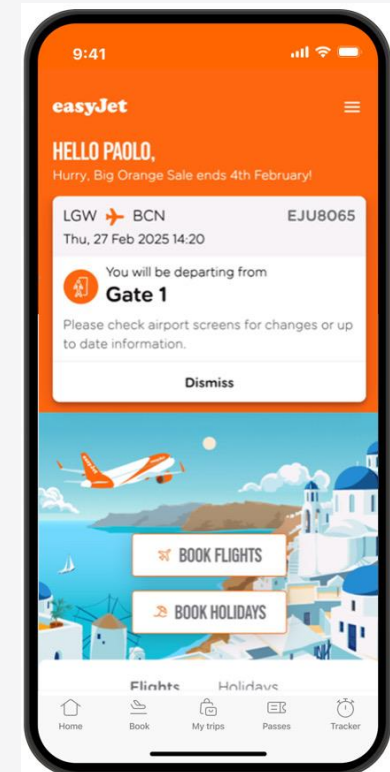 9:41
easyJet
HELLO PAOLO,
Hurry, Big Orange Sale ends 4th February!
LGW BCN EJU8065
Thu, 27 Feb 2025 14:20
You will be departing from
Gate 1
Please check airport screens for changes or up
to date information.
Dismiss
easyJet
BOOK FLIGHTS
BOOK HOLIDAYS
Flights Holidays
Home Book My trips Passes Tracker